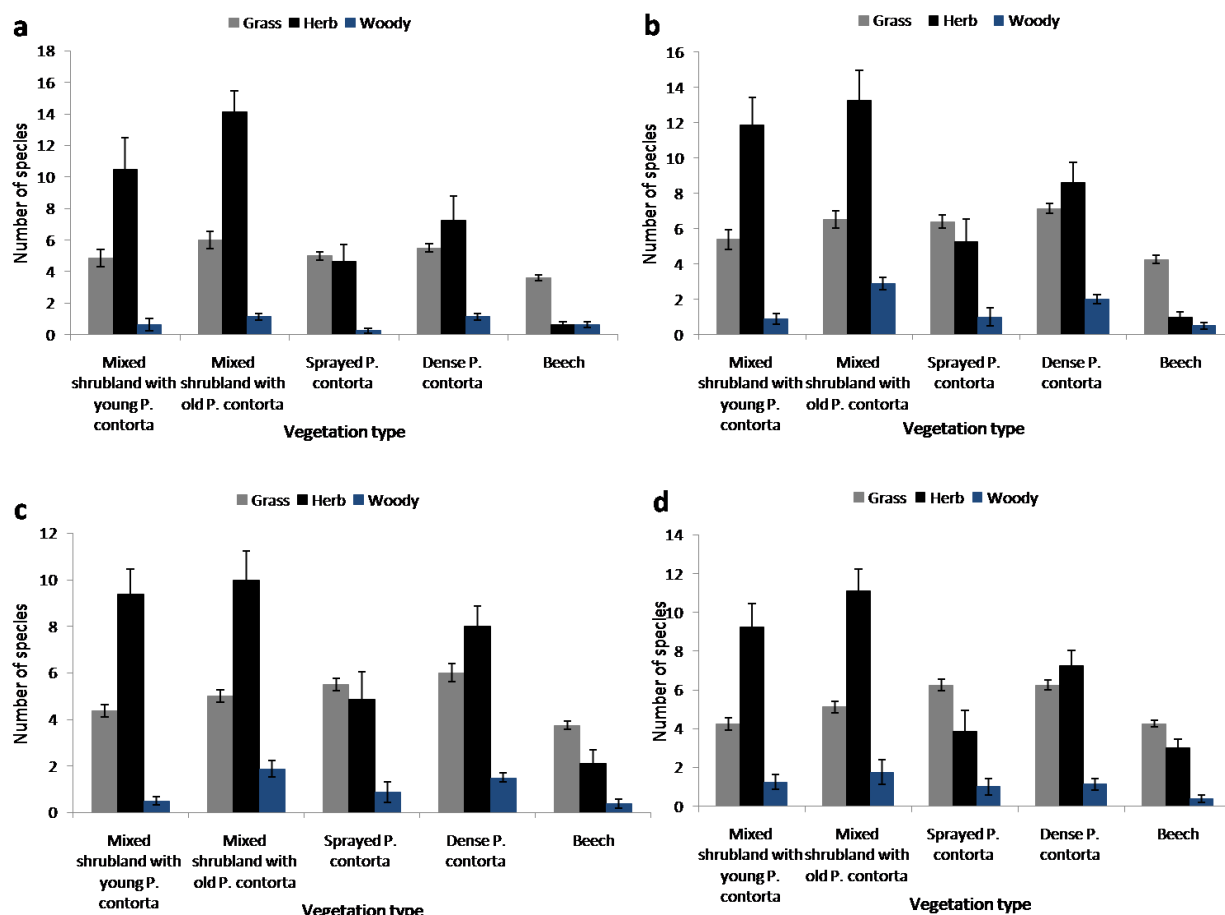 a
Grass Herb Woody
18
16
14
12
10
8
6
4
2
0
Number of species
Mixed shrubland with young P. contorta
Mixed shrubland with old P. contorta
Sprayed P. contorta
Dense P. contorta
Beech
Vegetation type
b
Grass Herb Woody
16
14
12
10
8
6
4
2
0
Number of species
Mixed shrubland with young P. contorta
Mixed shrubland with old P. contorta
Sprayed P. contorta
Dense P. contorta
Beech
Vegetation type
c
Grass Herb Woody
12
10
8
6
4
2
0
Number of species
Mixed shrubland with young P. contorta
Mixed shrubland with old P. contorta
Sprayed P. contorta
Dense P. contorta
Beech
Vegetation type
d
Grass Herb Woody
14
12
10
8
6
4
2
0
Number of species
Mixed shrubland with young P. contorta
Mixed shrubland with old P. contorta
Sprayed P. contorta
Dense P. contorta
Beech
Vegetation type